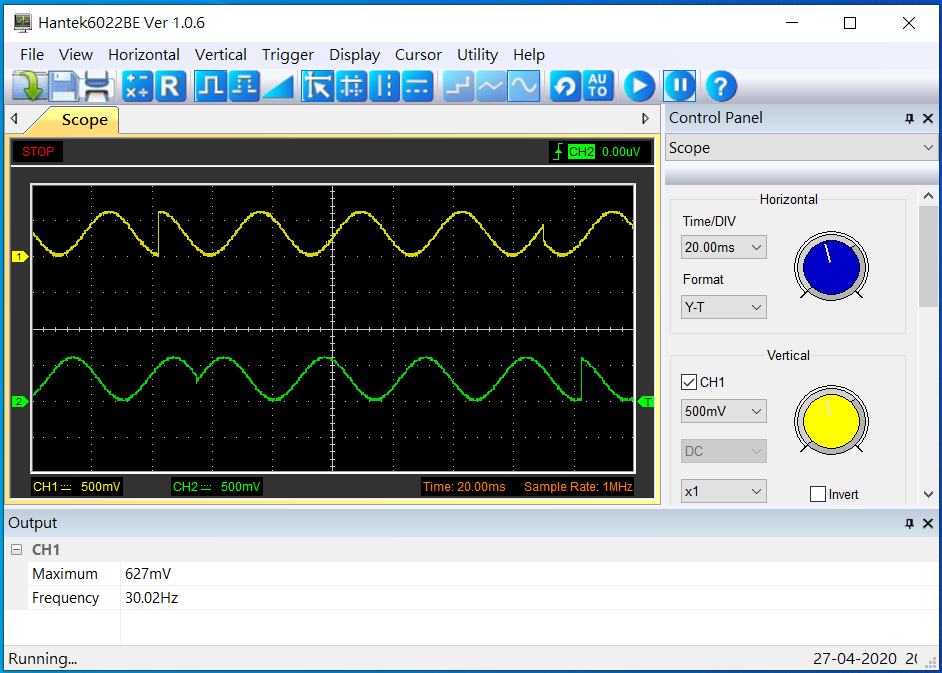 Hantek6022BE Ver 1.0.6
File View Horizontal Vertical Trigger Display Cursor Utility Help
R AU TO ?
Scope
STOP
CH2 0.00uV
1
2
T
CH1 500mV CH2 500mV Time: 20.00ms Sample Rate: 1MHz
Control Panel
Scope
Horizontal
Time/DIV
20.00ms
Format
Y-T
Vertical
CH1
500mV
DC
x1
Invert
Output
CH1
Maximum 627mV
Frequency 30.02Hz
Running... 27-04-2020